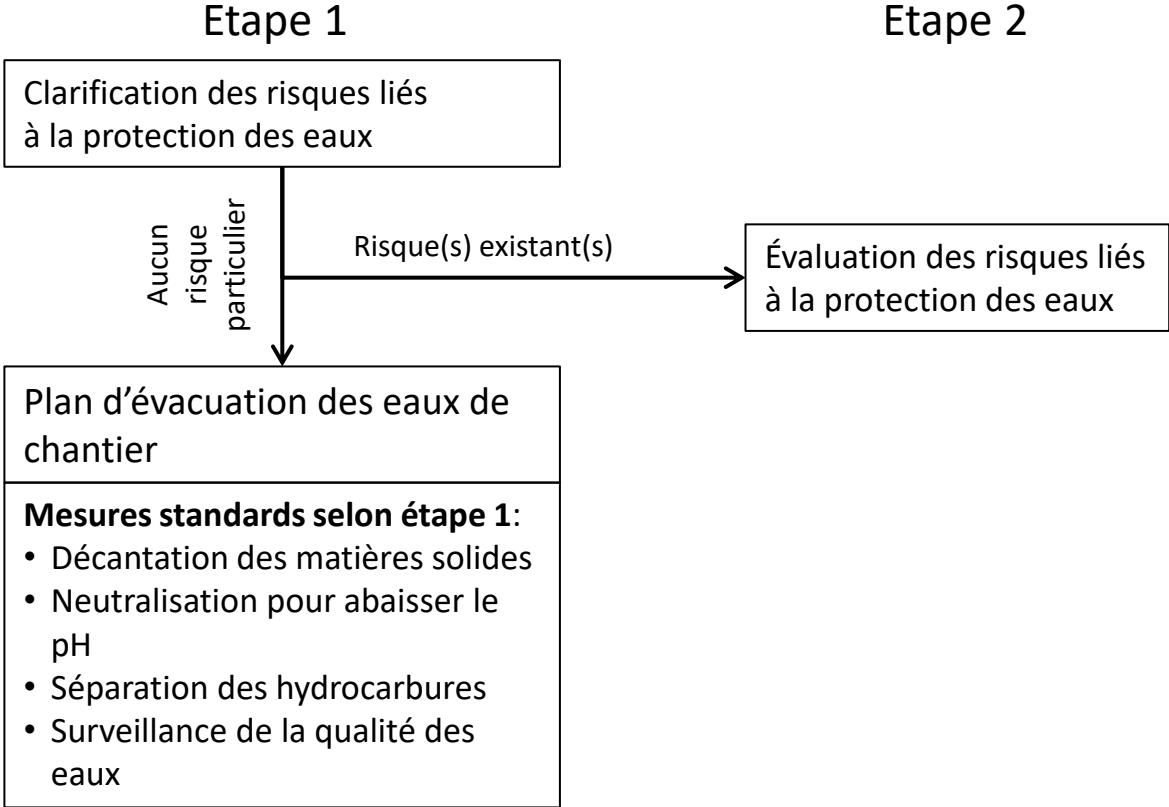 Etape 1
Etape 2
Clarification des risques liés
à la protection des eaux
Aucun
risque
particulier
Risque(s) existant(s)
Évaluation des risques liés
à la protection des eaux
Plan d’évacuation des eaux de
chantier
Mesures standards selon étape 1:
• Décantation des matières solides
• Neutralisation pour abaisser le
pH
• Séparation des hydrocarbures
• Surveillance de la qualité des
eaux